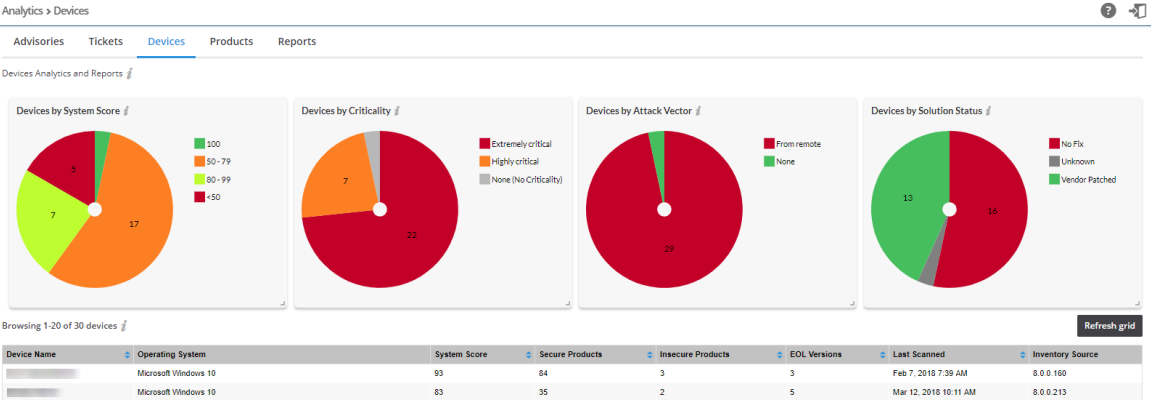 Analytics > Devices
Advisories Tickets Devices Products Reports
Devices Analytics and Reports i
Devices by System Score i
5
7
17
100
50 - 79
80 - 99
<50
Devices by Criticality i
7
22
Extremely critical
Highly critical
None (No Criticality)
Devices by Attack Vector i
29
From remote
None
Devices by Solution Status i
13
16
No Fix
Unknown
Vendor Patched
Browsing 1-20 of 30 devices i
Refresh grid
Device Name Operating System System Score Secure Products Insecure Products EOL Versions Last Scanned Inventory Source
Microsoft Windows 10 93 84 3 3 Feb 7, 2018 7:39 AM 8.0.0.160
Microsoft Windows 10 83 35 2 5 Mar 12, 2018 10:11 AM 8.0.0.213